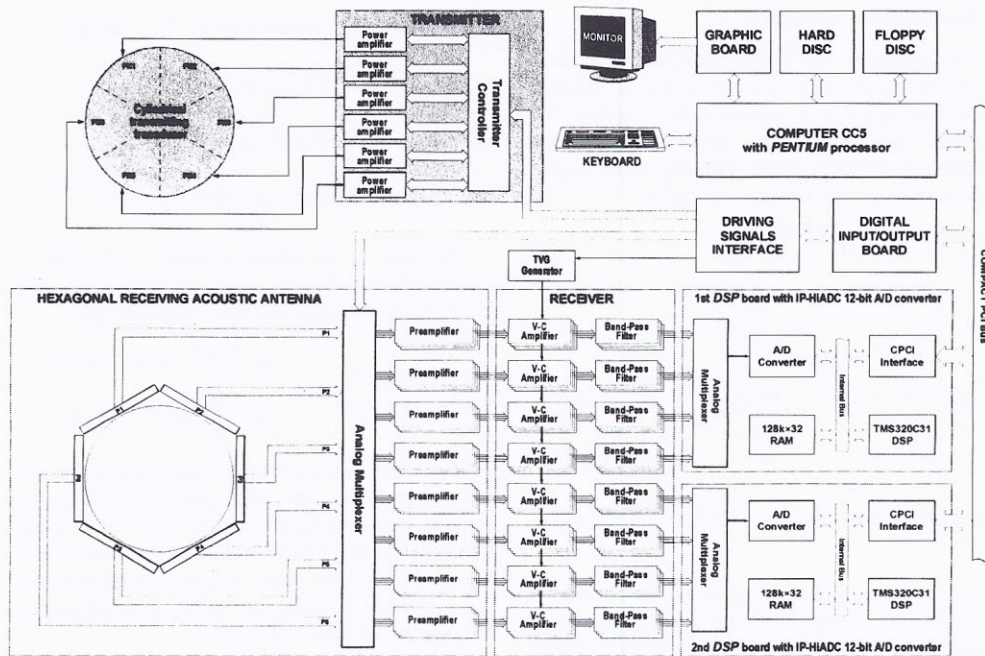 TRANSMITTER
Power
amplifier
Power
amplifier
Power
amplifier
Power
amplifier
Power
amplifier
Power
amplifier
Transmitter
Controller
Cylindrical
transmitting
MONITOR
KEYBOARD
GRAPHIC
BOARD
HARD
DISC
FLOPPY
DISC
COMPUTER CC5
with PENTIUM processor
DRIVING
SIGNALS
INTERFACE
DIGITAL
INPUT/OUTPUT
BOARD
COMPACT PCI Bus
TVG
Generator
HEXAGONAL RECEIVING ACOUSTIC ANTENNA
P1
P2
P3
P4
P5
P1
P2
Analog Multiplexer
Preamplifier
Preamplifier
Preamplifier
Preamplifier
Preamplifier
Preamplifier
Preamplifier
Preamplifier
RECEIVER
V-C
Amplifier
Band-Pass
Filter
V-C
Amplifier
Band-Pass
Filter
V-C
Amplifier
Band-Pass
Filter
V-C
Amplifier
Band-Pass
Filter
V-C
Amplifier
Band-Pass
Filter
V-C
Amplifier
Band-Pass
Filter
V-C
Amplifier
Band-Pass
Filter
V-C
Amplifier
Band-Pass
Filter
1st DSP board with IP-HiADC 12-bit A/D converter
Analog Multiplexer
A/D
Converter
CPCI
Interface
Internal Bus
128k×32
RAM
TMS320C31
DSP
Analog Multiplexer
A/D
Converter
CPCI
Interface
Internal Bus
128k×32
RAM
TMS320C31
DSP
2nd DSP board with IP-HiADC 12-bit A/D converter